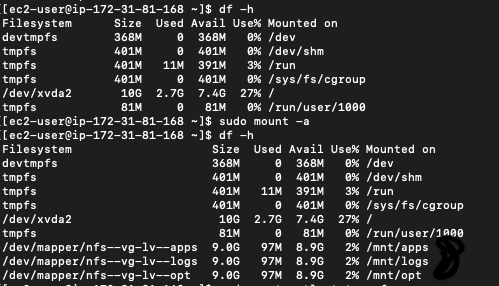 [[ec2-user@ip-172-31-81-168 ~]$ df -h
Filesystem Size Used Avail Use% Mounted on
devtmpfs 368M 0 368M 0% /dev
tmpfs 401M 0 401M 0% /dev/shm
tmpfs 401M 11M 391M 3% /run
tmpfs 401M 0 401M 0% /sys/fs/cgroup
/dev/xvda2 10G 2.7G 7.4G 27% /
tmpfs 81M 0 81M 0% /run/user/1000
[[ec2-user@ip-172-31-81-168 ~]$ sudo mount -a
[[ec2-user@ip-172-31-81-168 ~]$ df -h
Filesystem Size Used Avail Use% Mounted on
devtmpfs 368M 0 368M 0% /dev
tmpfs 401M 0 401M 0% /dev/shm
tmpfs 401M 11M 391M 3% /run
tmpfs 401M 0 401M 0% /sys/fs/cgroup
/dev/xvda2 10G 2.7G 7.4G 27% /
tmpfs 81M 0 81M 0% /run/user/1000
/dev/mapper/nfs--vg-lv--apps 9.0G 97M 8.9G 2% /mnt/apps
/dev/mapper/nfs--vg-lv--logs 9.0G 97M 8.9G 2% /mnt/logs
/dev/mapper/nfs--vg-lv--opt 9.0G 97M 8.9G 2% /mnt/opt